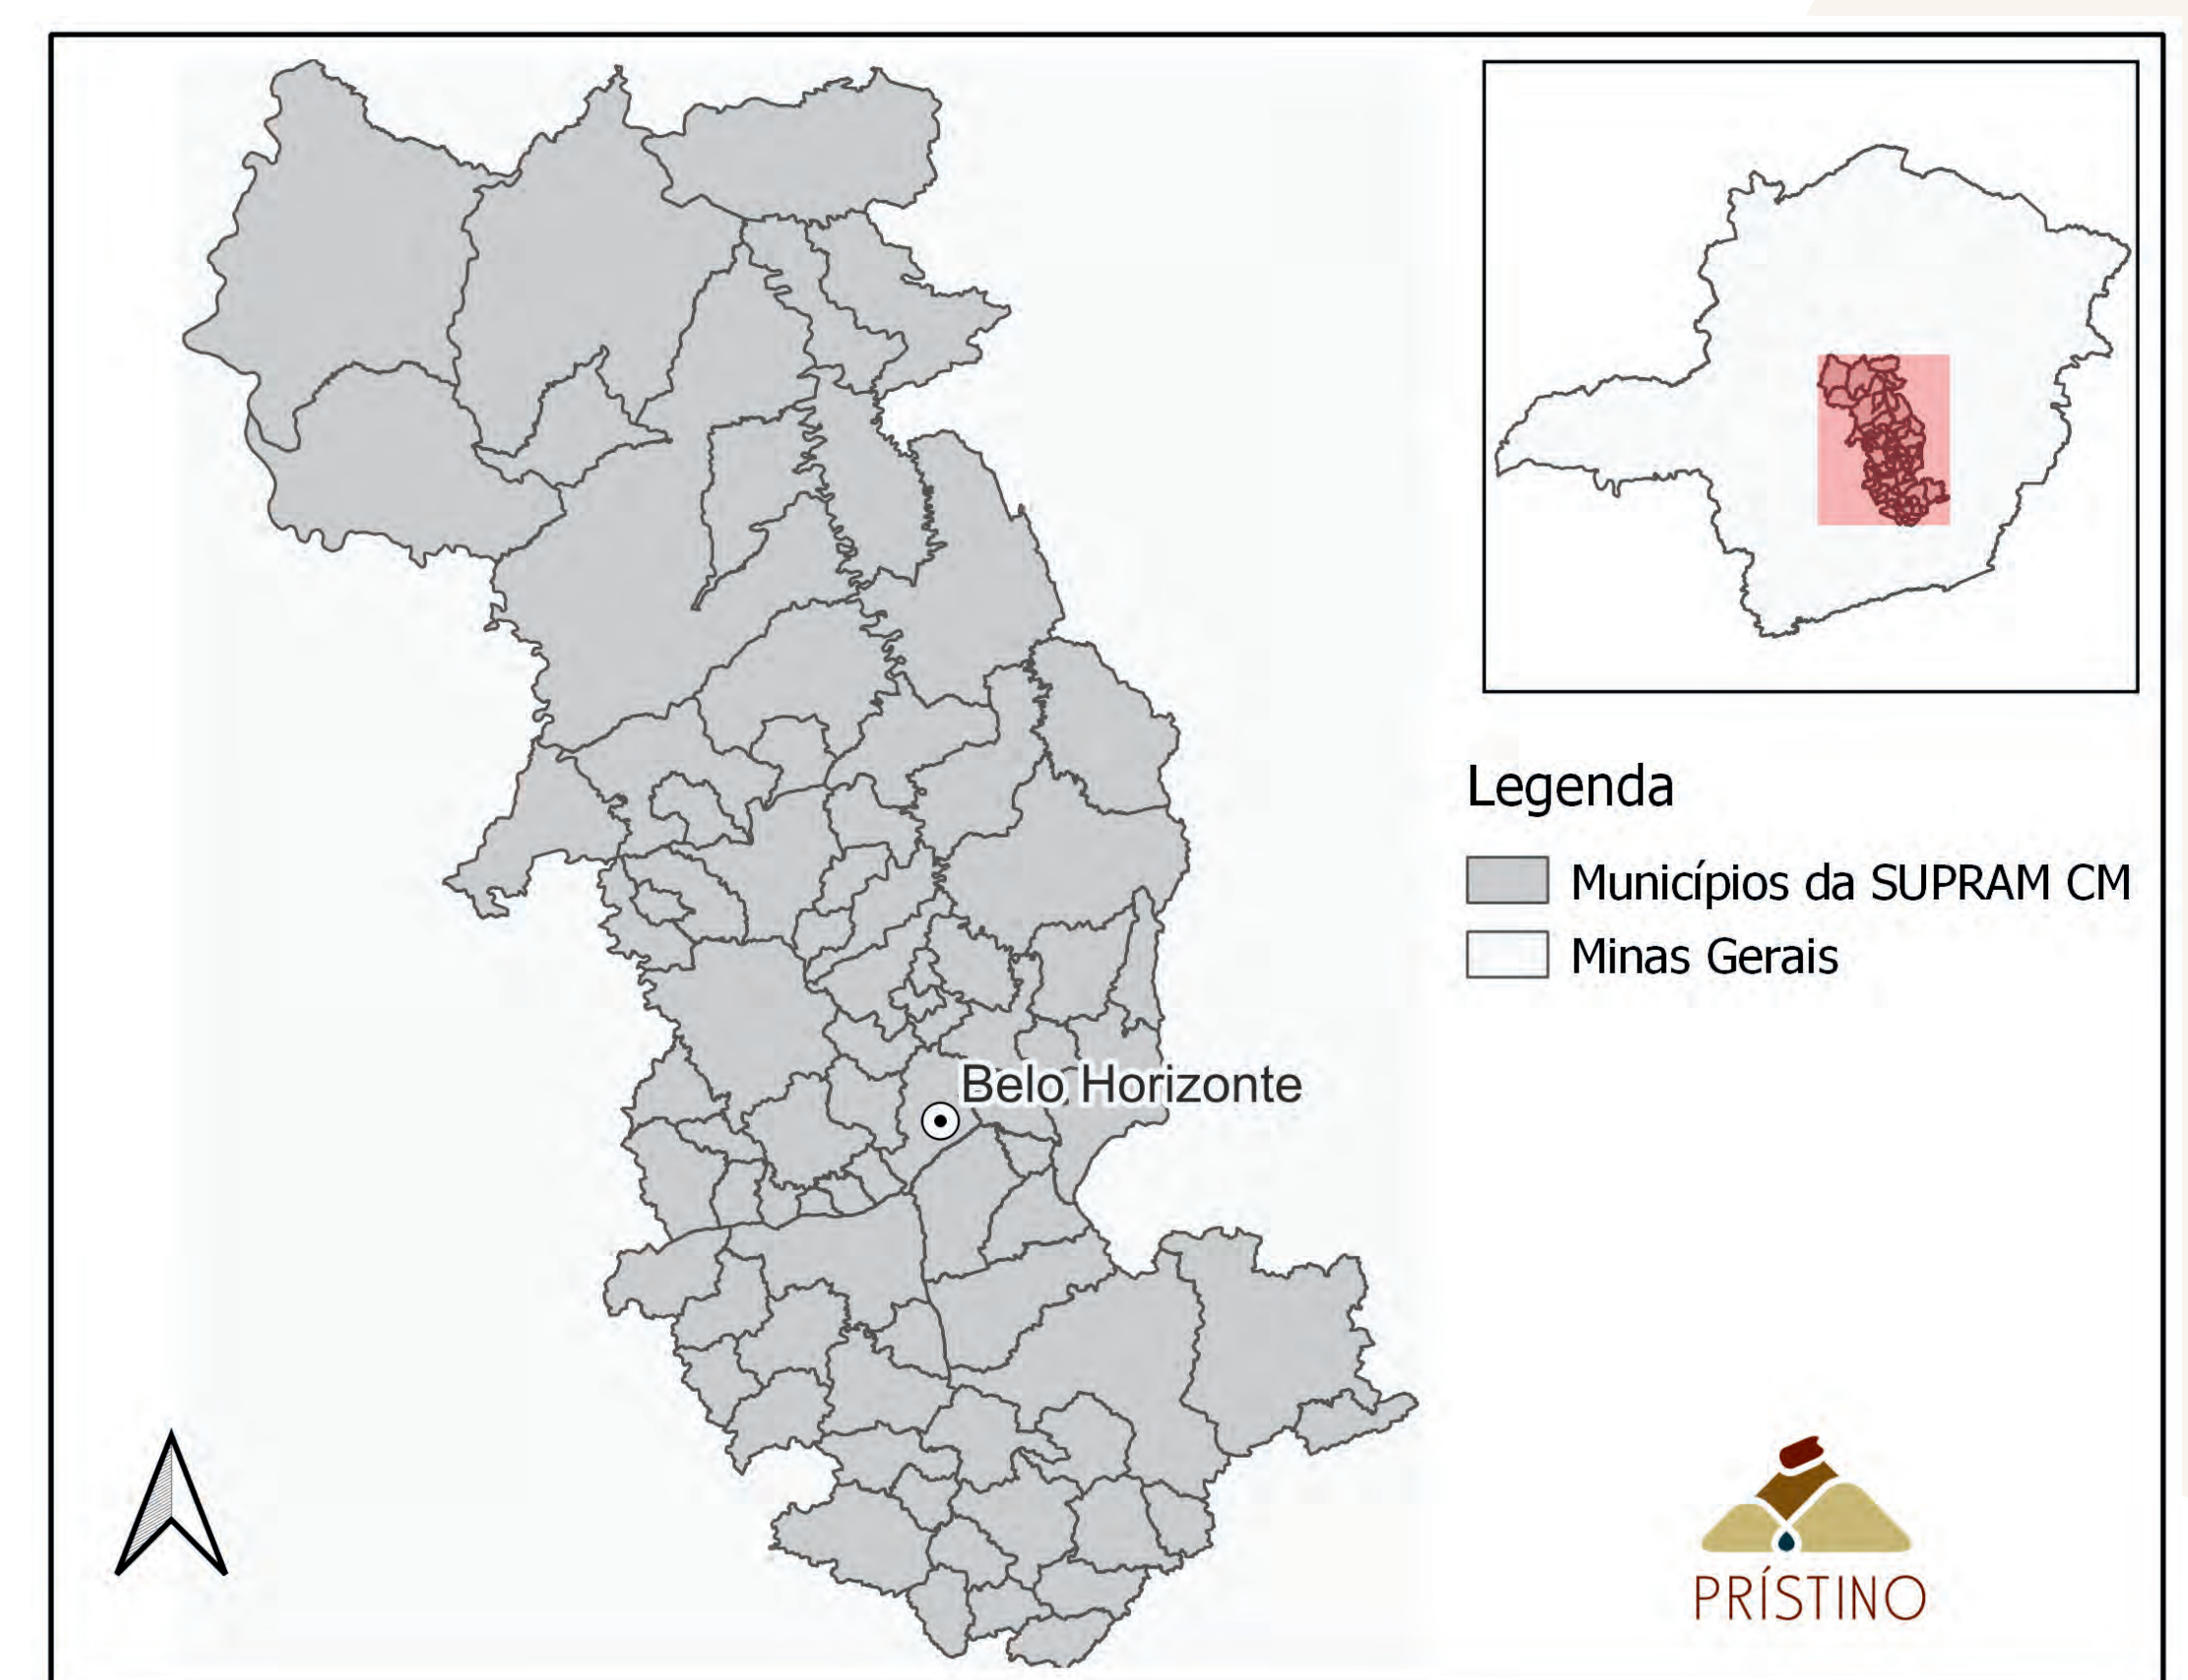 Belo Horizonte
Legenda
Municípios da SUPRAM CM
Minas Gerais
PRÍSTINO